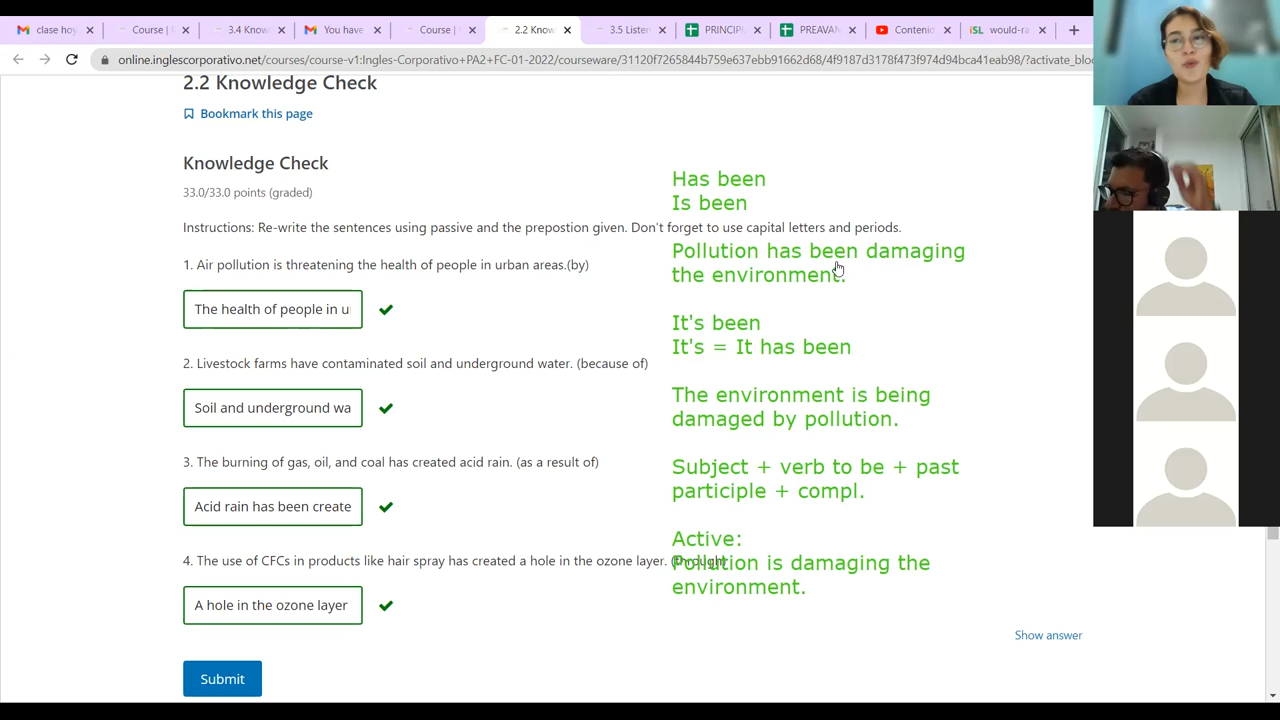 clase hoy
Course |
3.4 Know
You have
Course |
2.2 Know
3.5 Listen
PRINCIPI
PREAVAN
Conteni
would-ra
online.inglescorporativo.net/courses/course-v1:Ingles-Corporativo+PA2+FC-01-2022/courseware/31120f7265844b759e637ebb91662d68/4f9187d3178f473f974d94bca41eab98/?activate_blo
2.2 Knowledge Check
Bookmark this page
Knowledge Check
33.0/33.0 points (graded)
Has been
Is been
Instructions: Re-write the sentences using passive and the prepostion given. Don't forget to use capital letters and periods.
Pollution has been damaging
the environment.
1. Air pollution is threatening the health of people in urban areas.(by)
The health of people in u
It's been
It's = It has been
2. Livestock farms have contaminated soil and underground water. (because of)
Soil and underground wa
The environment is being
damaged by pollution.
3. The burning of gas, oil, and coal has created acid rain. (as a result of)
Acid rain has been create
Subject + verb to be + past
participle + compl.
Active:
Pollution is damaging the
environment.
4. The use of CFCs in products like hair spray has created a hole in the ozone layer. (through)
A hole in the ozone layer
Show answer
Submit